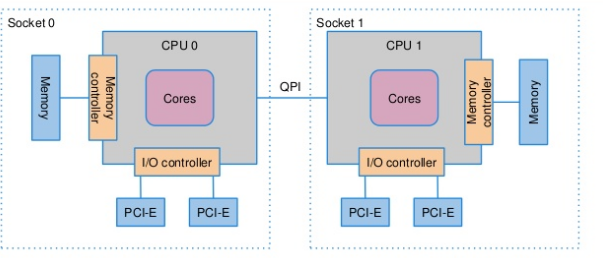 Socket 0
CPU 0
Memory
Memory
controller
Cores
I/O controller
PCI-E
PCI-E
QPI
Socket 1
CPU 1
Cores
Memory
controller
Memory
I/O controller
PCI-E
PCI-E